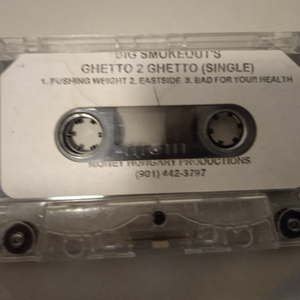 BIG SMOKEOUT'S
GHETTO 2 GHETTO (SINGLE)
1. PUSHING WEIGHT 2. EASTSIDE 3. BAD FOR YOUR HEALTH
MONEY HUNGARY PRODUCTIONS
(901) 442-3797